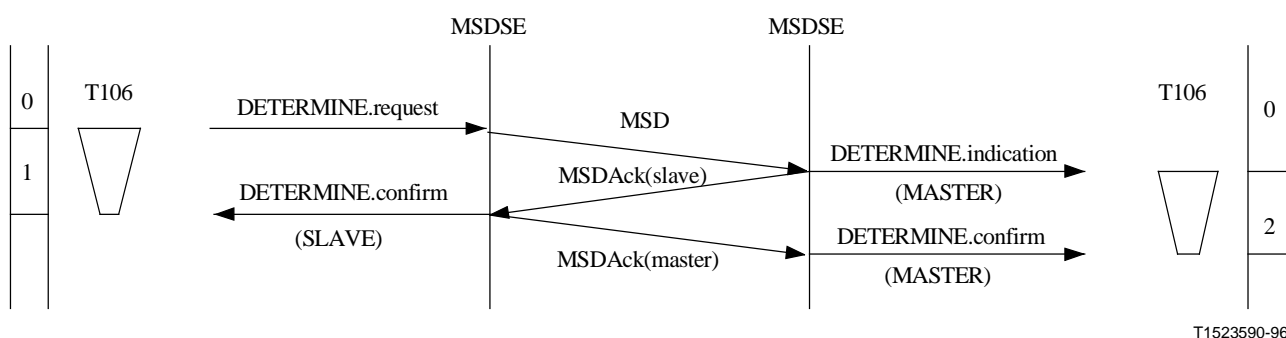 MSDSE MSDSE
0 T106 T106 0
DETERMINE.request
MSD
1 DETERMINE.indication
MSDAck(slave)
DETERMINE.confirm (MASTER)
(SLAVE) DETERMINE.confirm 2
MSDAck(master)
(MASTER)
T1523590-96